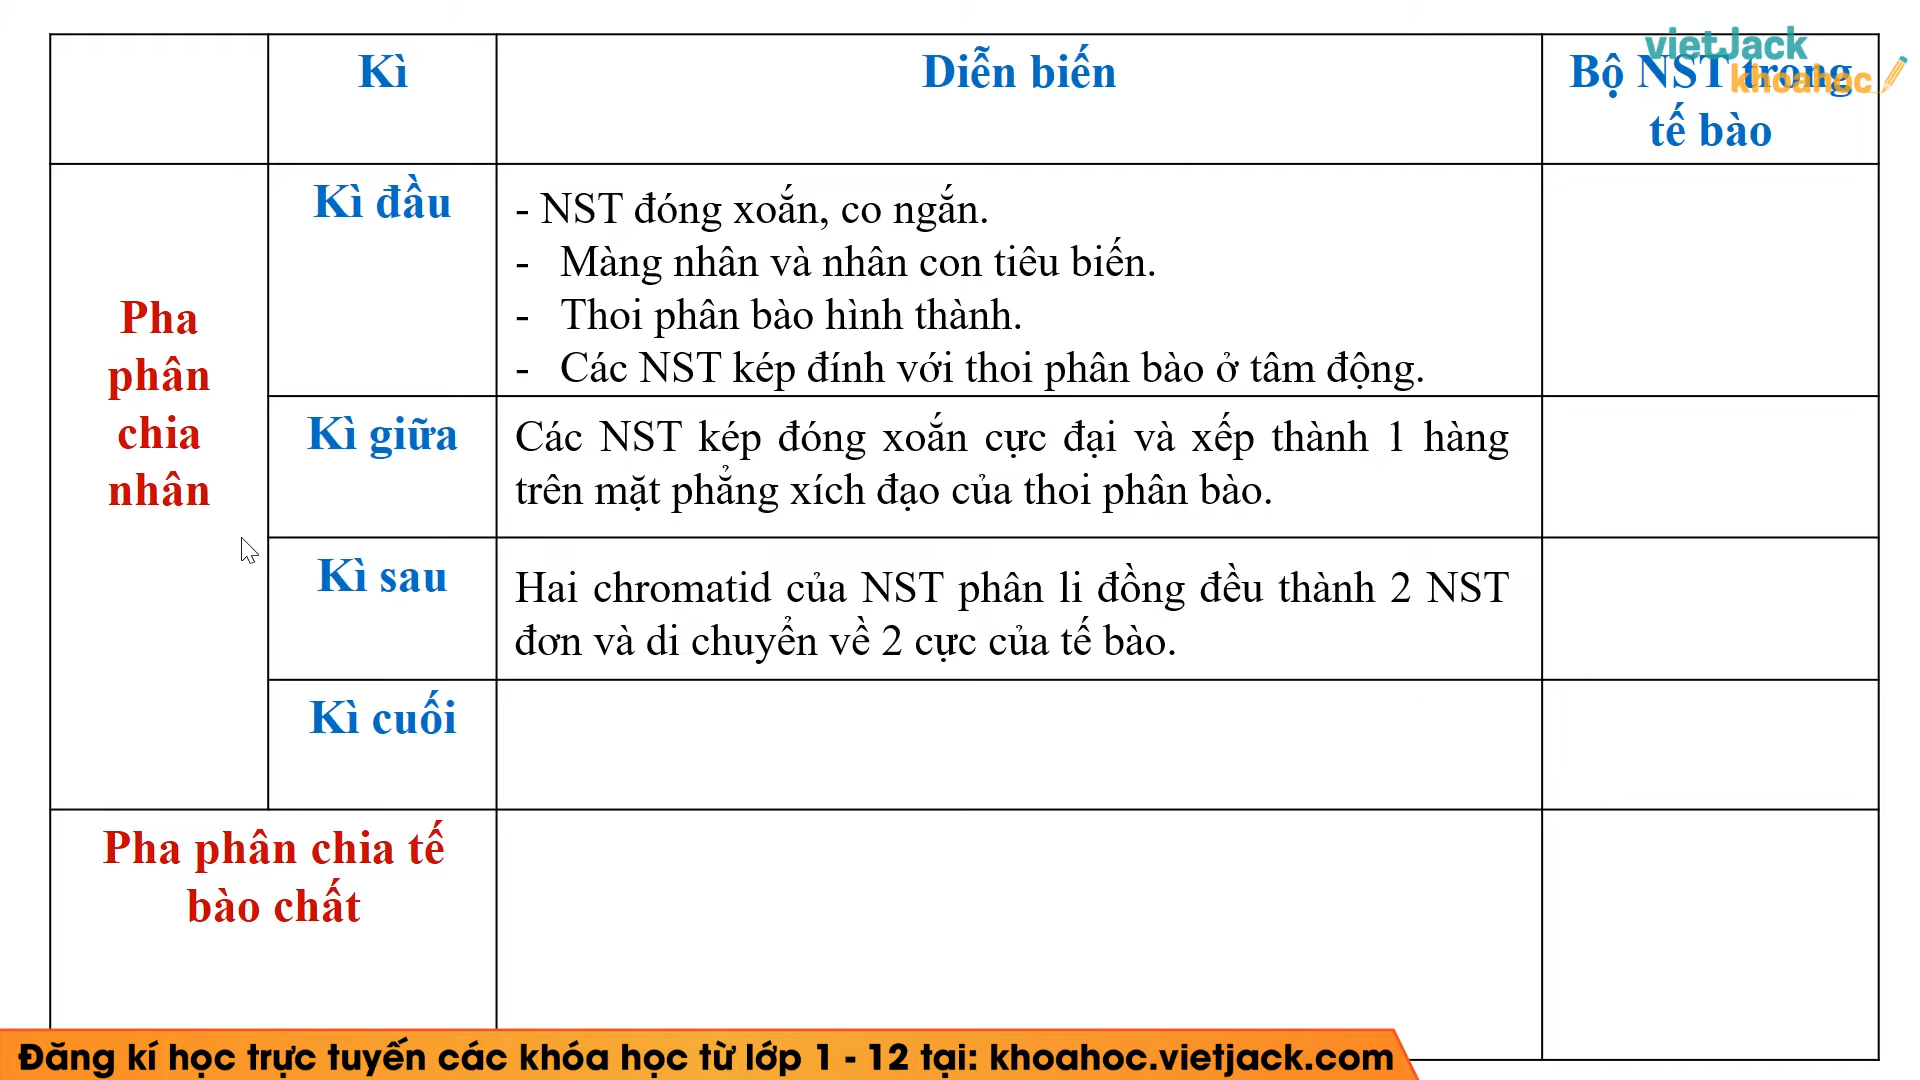 vietJack
khoahoc
Kì
Diễn biến
Bộ NST trong
tế bào
Pha
phân
chia
nhân
Kì đầu
- NST đóng xoắn, co ngắn.
- Màng nhân và nhân con tiêu biến.
- Thoi phân bào hình thành.
- Các NST kép đính với thoi phân bào ở tâm động.
Kì giữa
Các NST kép đóng xoắn cực đại và xếp thành 1 hàng
trên mặt phẳng xích đạo của thoi phân bào.
Kì sau
Hai chromatid của NST phân li đồng đều thành 2 NST
đơn và di chuyển về 2 cực của tế bào.
Kì cuối
Pha phân chia tế
bào chất
Đăng kí học trực tuyến các khóa học từ lớp 1 - 12 tại: khoahoc.vietjack.com